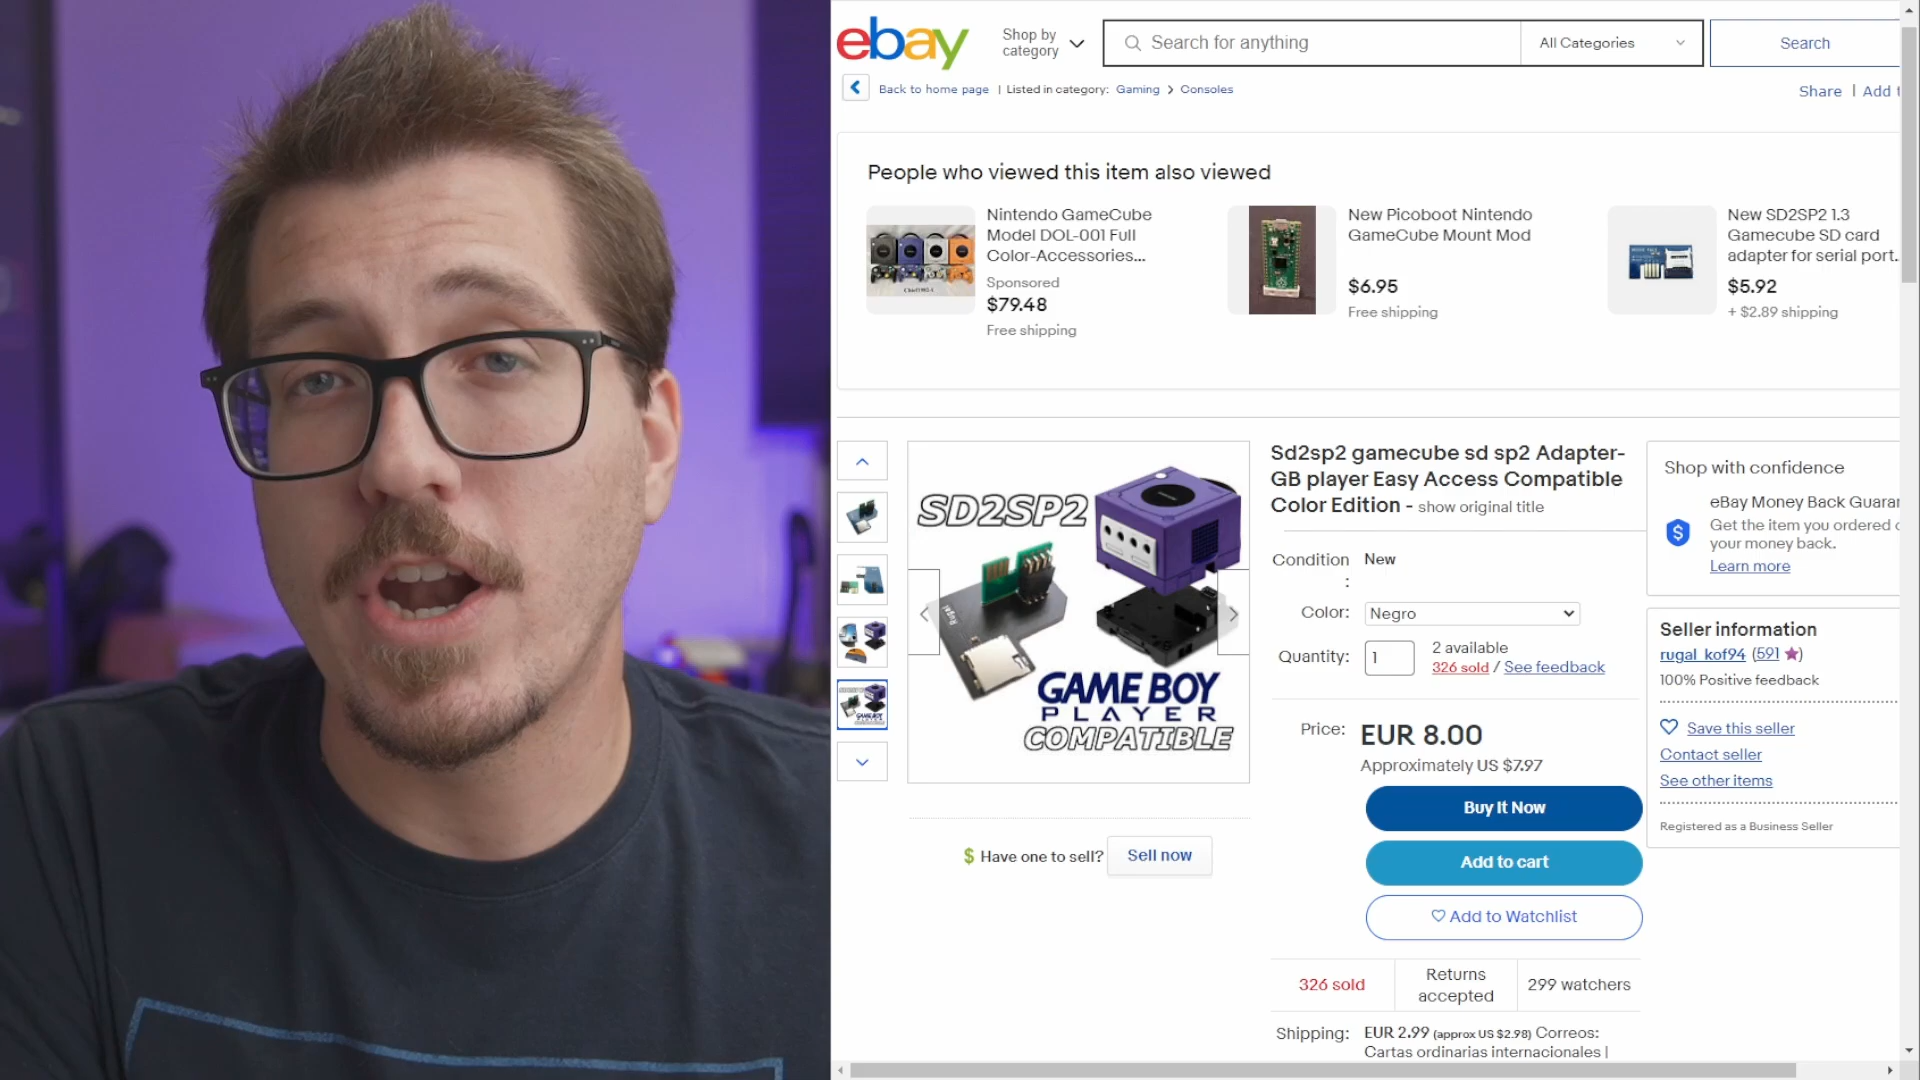 ebay
Shop by
category
Search for anything
All Categories
Search
Back to home page | Listed in category: Gaming > Consoles
Share | Add
People who viewed this item also viewed
Nintendo GameCube
Model DOL-001 Full
Color-Accessories...
Sponsored
$79.48
Free shipping
New Picoboot Nintendo
GameCube Mount Mod
$6.95
Free shipping
New SD2SP2 1.3
Gamecube SD card
adapter for serial port.
$5.92
+ $2.89 shipping
SD2SP2
Rugal
GAME BOY
PLAYER
COMPATIBLE
$ Have one to sell?
Sell now
Sd2sp2 gamecube sd sp2 Adapter-
GB player Easy Access Compatible
Color Edition - show original title
Condition
:
New
Color:
Negro
Quantity:
1
2 available
326 sold / See feedback
Price:
EUR 8.00
Approximately US $7.97
Buy It Now
Add to cart
Add to Watchlist
326 sold
Returns
accepted
299 watchers
Shipping:
EUR 2.99 (approx US $2.98) Correos:
Cartas ordinarias internacionales |
Shop with confidence
eBay Money Back Guarar
Get the item you ordered
your money back.
Learn more
Seller information
rugal_kof94 (591)
100% Positive feedback
Save this seller
Contact seller
See other items
Registered as a Business Seller